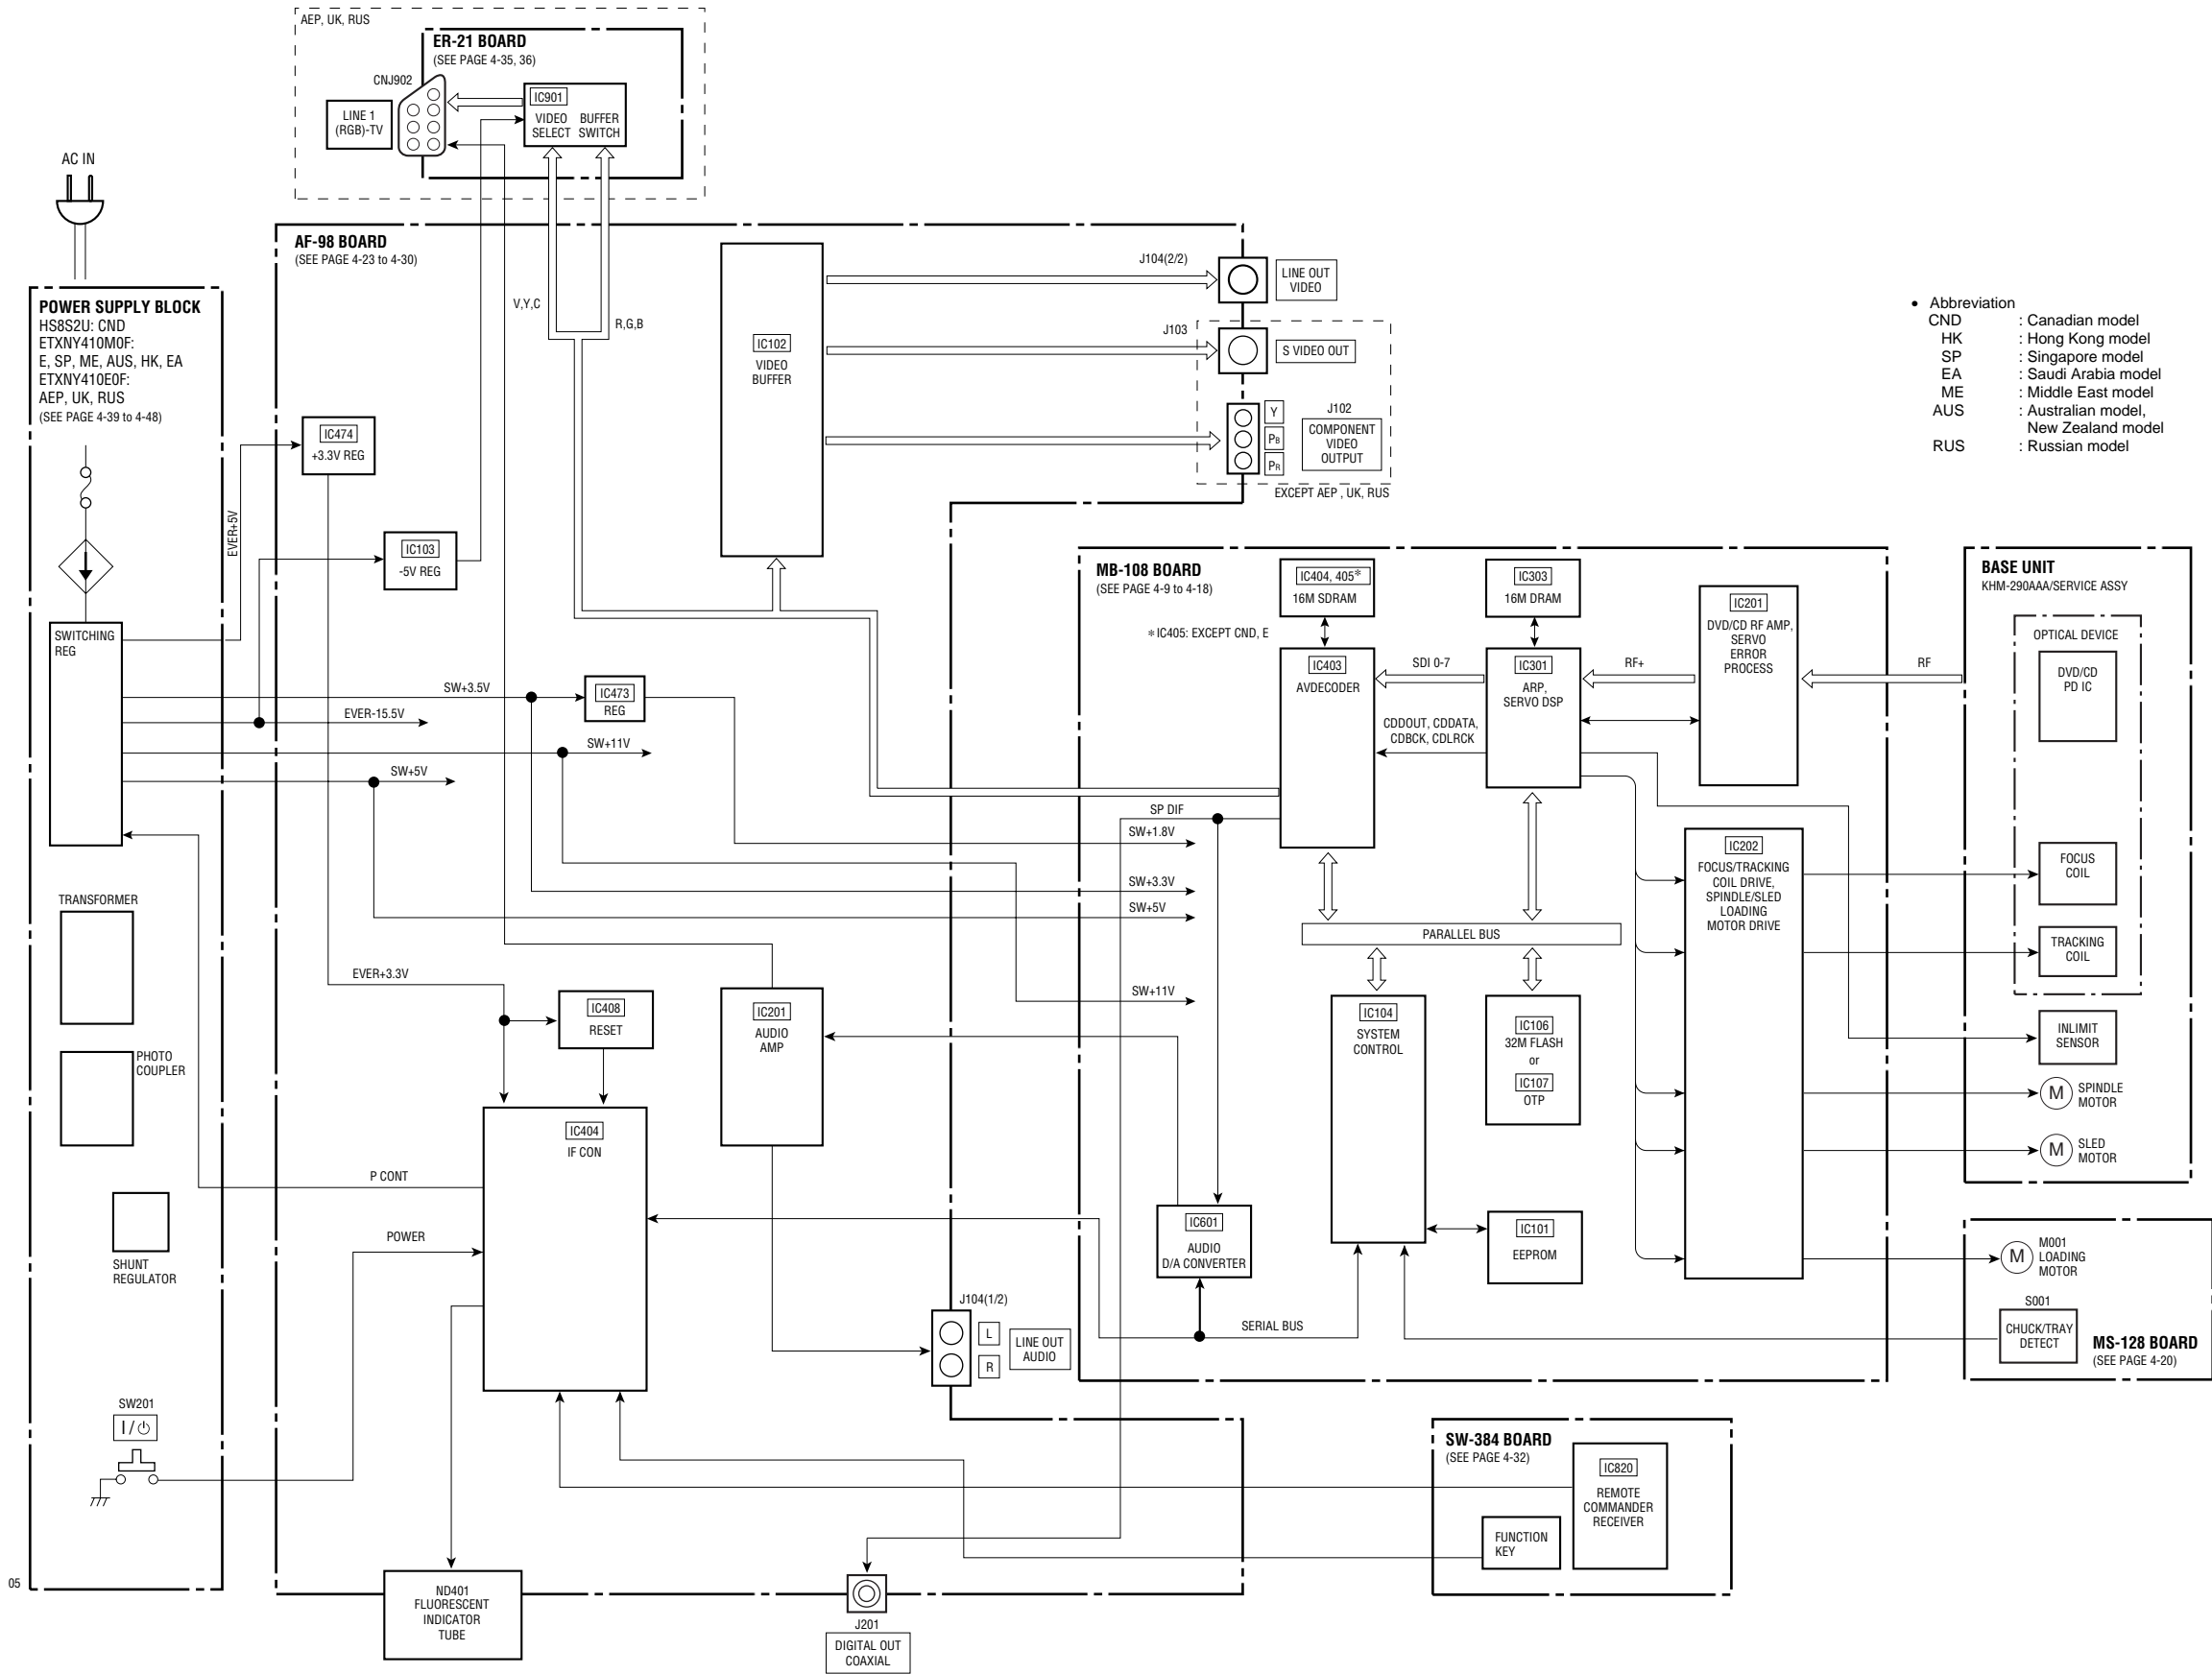 AEP, UK, RUS
ER-21 BOARD
(SEE PAGE 4-35, 36)
CNJ902
LINE 1
(RGB)-TV
IC901
VIDEO
SELECT
BUFFER
SWITCH
AC IN
POWER SUPPLY BLOCK
HS8S2U: CND
ETXNY410M0F:
E, SP, ME, AUS, HK, EA
ETXNY410E0F:
AEP, UK, RUS
(SEE PAGE 4-39 to 4-48)
SWITCHING
REG
TRANSFORMER
PHOTO
COUPLER
SHUNT
REGULATOR
SW201
I/⏻
05
AF-98 BOARD
(SEE PAGE 4-23 to 4-30)
V,Y,C
R,G,B
IC474
+3.3V REG
EVER+5V
IC103
-5V REG
IC102
VIDEO
BUFFER
J104(2/2)
LINE OUT
VIDEO
J103
S VIDEO OUT
Y
PB
PR
J102
COMPONENT
VIDEO
OUTPUT
EXCEPT AEP , UK, RUS
• Abbreviation
CND : Canadian model
HK : Hong Kong model
SP : Singapore model
EA : Saudi Arabia model
ME : Middle East model
AUS : Australian model,
New Zealand model
RUS : Russian model
SW+3.5V
EVER-15.5V
SW+11V
SW+5V
IC473
REG
EVER+3.3V
IC408
RESET
IC201
AUDIO
AMP
IC404
IF CON
P CONT
POWER
ND401
FLUORESCENT
INDICATOR
TUBE
J104(1/2)
L
R
LINE OUT
AUDIO
J201
DIGITAL OUT
COAXIAL
MB-108 BOARD
(SEE PAGE 4-9 to 4-18)
IC404, 405*
16M SDRAM
*IC405: EXCEPT CND, E
IC303
16M DRAM
IC201
DVD/CD RF AMP,
SERVO
ERROR
PROCESS
IC403
AVDECODER
SDI 0-7
IC301
ARP,
SERVO DSP
RF+
RF
CDDOUT, CDDATA,
CDBCK, CDLRCK
SP DIF
SW+1.8V
SW+3.3V
SW+5V
SW+11V
PARALLEL BUS
IC104
SYSTEM
CONTROL
IC106
32M FLASH
or
IC107
OTP
IC601
AUDIO
D/A CONVERTER
IC101
EEPROM
SERIAL BUS
IC202
FOCUS/TRACKING
COIL DRIVE,
SPINDLE/SLED
LOADING
MOTOR DRIVE
BASE UNIT
KHM-290AAA/SERVICE ASSY
OPTICAL DEVICE
DVD/CD
PD IC
FOCUS
COIL
TRACKING
COIL
INLIMIT
SENSOR
M
SPINDLE
MOTOR
M
SLED
MOTOR
M
M001
LOADING
MOTOR
S001
CHUCK/TRAY
DETECT
MS-128 BOARD
(SEE PAGE 4-20)
SW-384 BOARD
(SEE PAGE 4-32)
IC820
REMOTE
COMMANDER
RECEIVER
FUNCTION
KEY